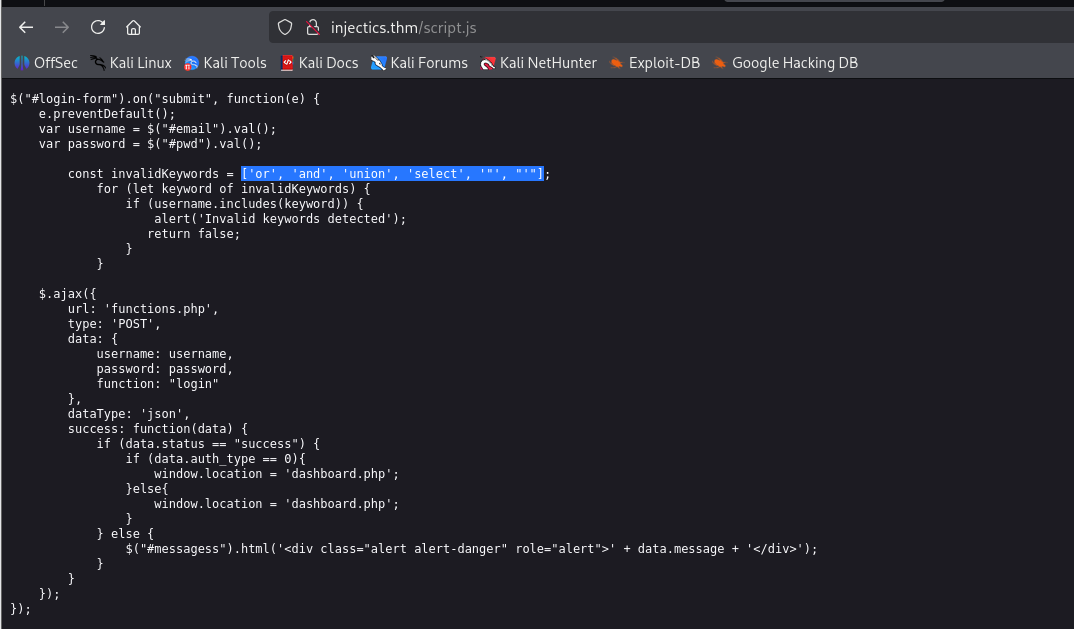 injectics.thm/script.js
OffSec Kali Linux Kali Tools Kali Docs Kali Forums Kali NetHunter Exploit-DB Google Hacking DB
$("#login-form").on("submit", function(e) {
    e.preventDefault();
    var username = $("#email").val();
    var password = $("#pwd").val();

        const invalidKeywords = ['or', 'and', 'union', 'select', '"', "'"];
            for (let keyword of invalidKeywords) {
                if (username.includes(keyword)) {
                    alert('Invalid keywords detected');
                   return false;
                }
            }

    $.ajax({
        url: 'functions.php',
        type: 'POST',
        data: {
            username: username,
            password: password,
            function: "login"
        },
        dataType: 'json',
        success: function(data) {
            if (data.status == "success") {
                if (data.auth_type == 0){
                    window.location = 'dashboard.php';
                }else{
                    window.location = 'dashboard.php';
                }
            } else {
                $("#messagess").html('<div class="alert alert-danger" role="alert">' + data.message + '</div>');
            }
        }
    });
});